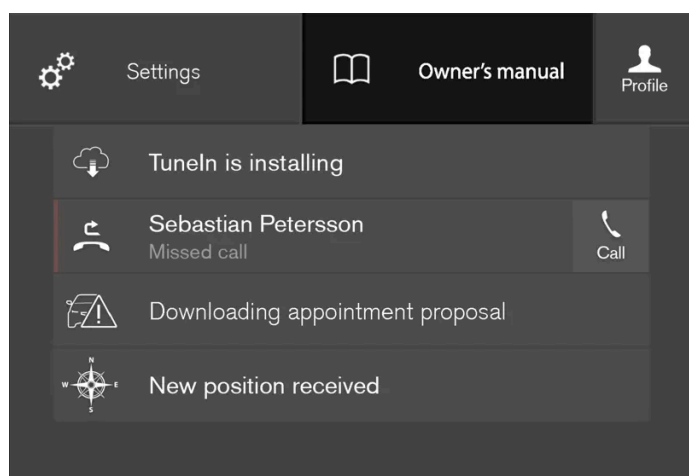 Settings
Owner's manual
Profile
TuneIn is installing
Sebastian Petersson
Missed call
Call
Downloading appointment proposal
New position received
N
W
E
S